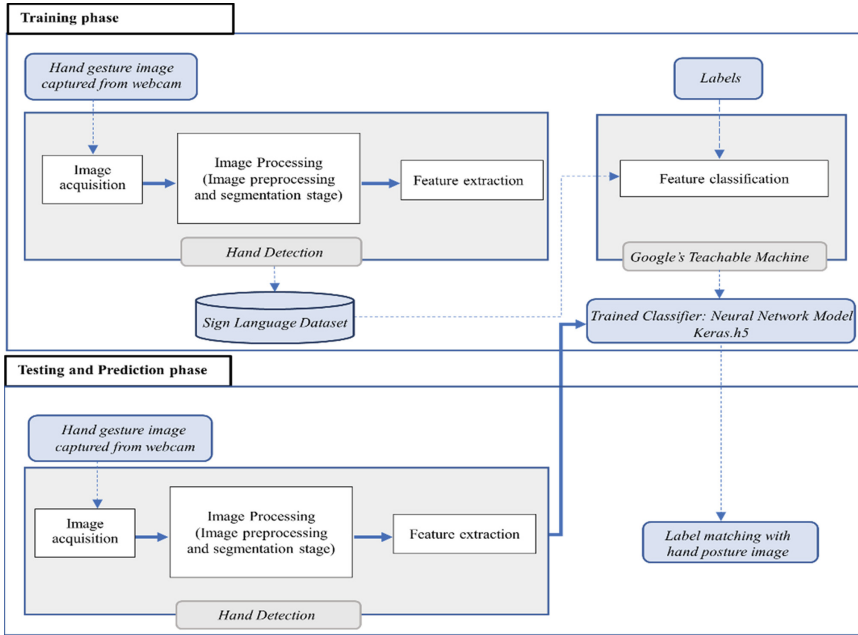 Training phase
Hand gesture image
captured from webcam
Labels
Image
acquisition
Image Processing
(Image preprocessing
and segmentation stage)
Feature extraction
Feature classification
Hand Detection
Google's Teachable Machine
Sign Language Dataset
Trained Classifier: Neural Network Model
Keras.h5
Testing and Prediction phase
Hand gesture image
captured from webcam
Image
acquisition
Image Processing
(Image preprocessing
and segmentation stage)
Feature extraction
Label matching with
hand posture image
Hand Detection